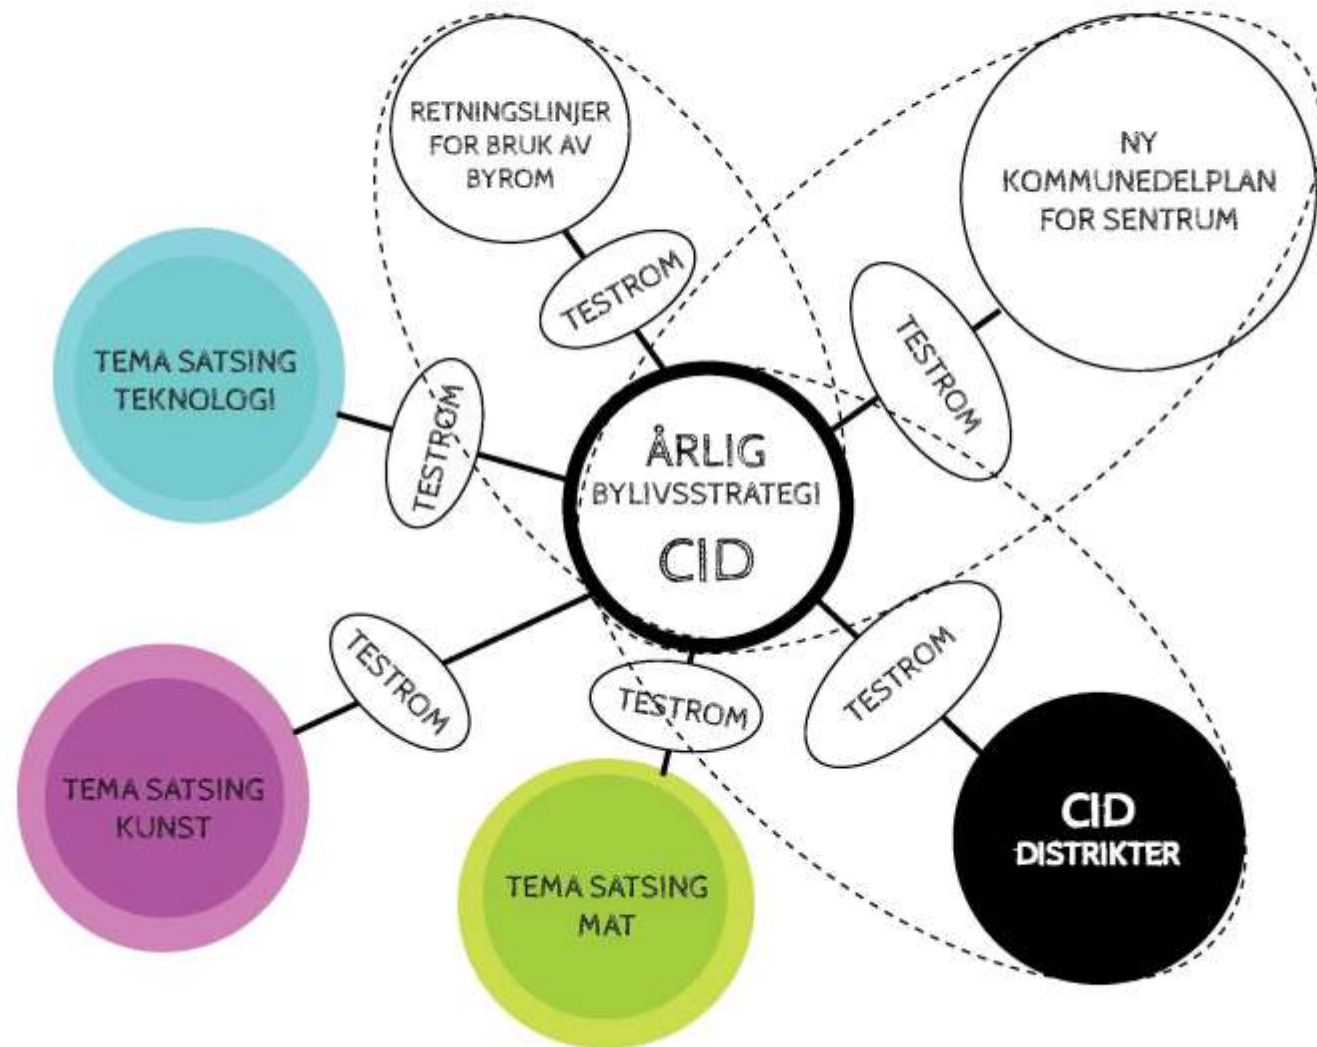 RETNINGSLINJER
FOR BRUK AV
BYROM
NY
KOMMUNEDELPLAN
FOR SENTRUM
TESTROM
TESTROM
TEMA SATSING
TEKNOLOGI
TESTROM
ÅRLIG
BYLIVSSTRATEGI
CID
TESTROM
TESTROM
TESTROM
TEMA SATSING
KUNST
CID
DISTRIKTER
TEMA SATSING
MAT